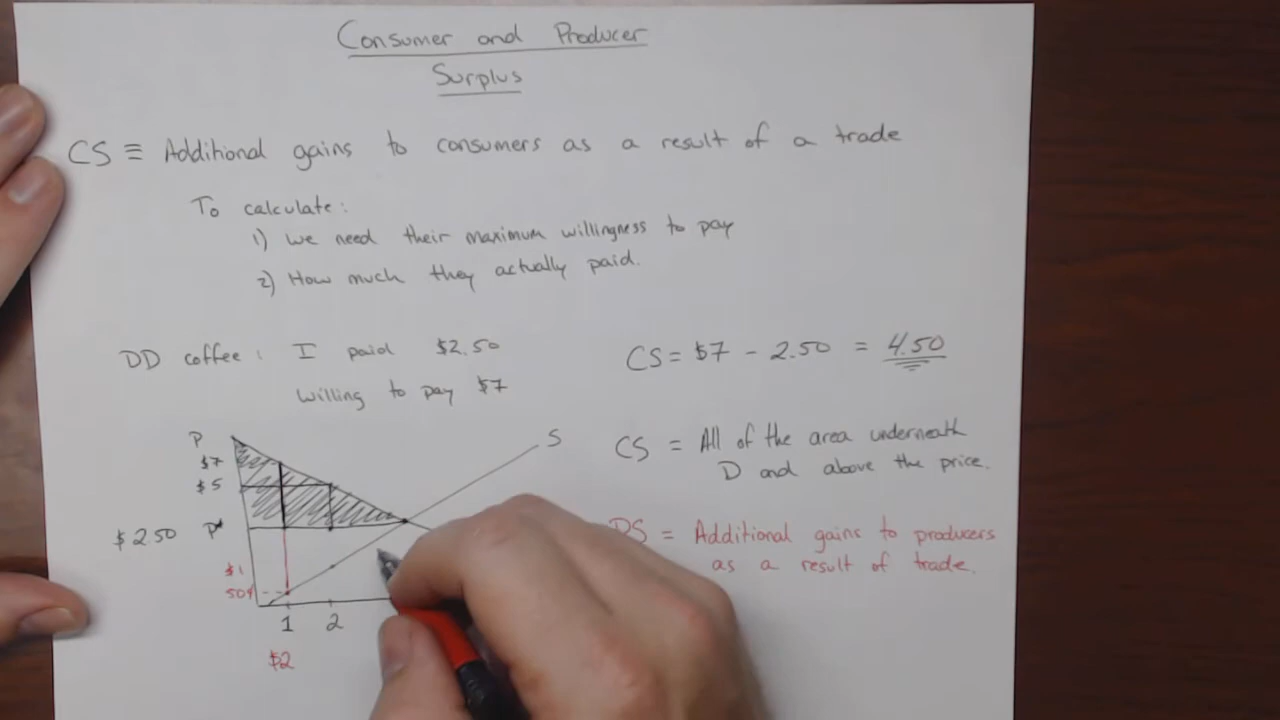 Consumer and Producer
Surplus
CS ≡ Additional gains to consumers as a result of a trade
To calculate:
1) we need their maximum willingness to pay
2) How much they actually paid.
DD coffee: I paid $2.50
willing to pay $7
CS = $7 - 2.50 = 4.50
P
$7
$5
$2.50 P*
$1
50¢
1 2
$2
S
CS = All of the area underneath
D and above the price.
PS = Additional gains to producers
as a result of trade.